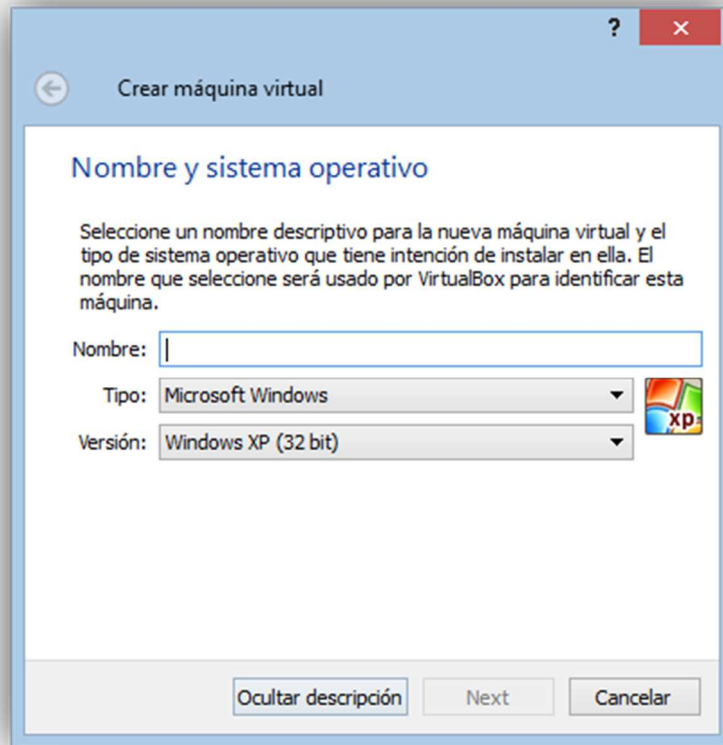 ?
Crear máquina virtual
Nombre y sistema operativo
Seleccione un nombre descriptivo para la nueva máquina virtual y el
tipo de sistema operativo que tiene intención de instalar en ella. El
nombre que seleccione será usado por VirtualBox para identificar esta
máquina.
Nombre:
Tipo: Microsoft Windows
xp
Versión: Windows XP (32 bit)
Ocultar descripción Next Cancelar